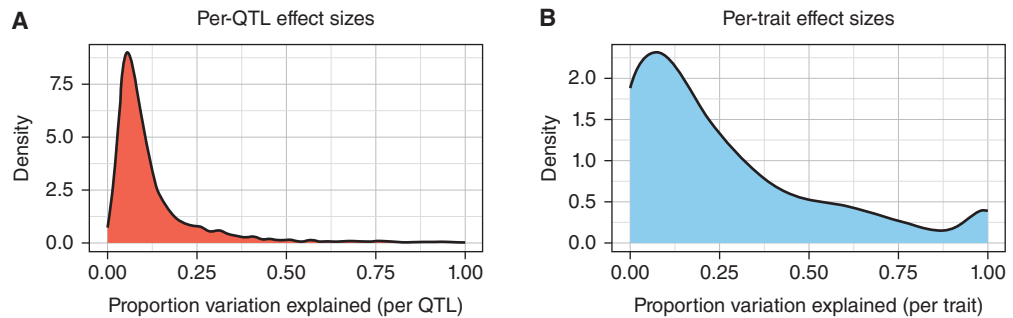 A
Per-QTL effect sizes
Density
7.5
5.0
2.5
0.0
0.00 0.25 0.50 0.75 1.00
Proportion variation explained (per QTL)
B
Per-trait effect sizes
Density
2.0
1.5
1.0
0.5
0.0
0.00 0.25 0.50 0.75 1.00
Proportion variation explained (per trait)